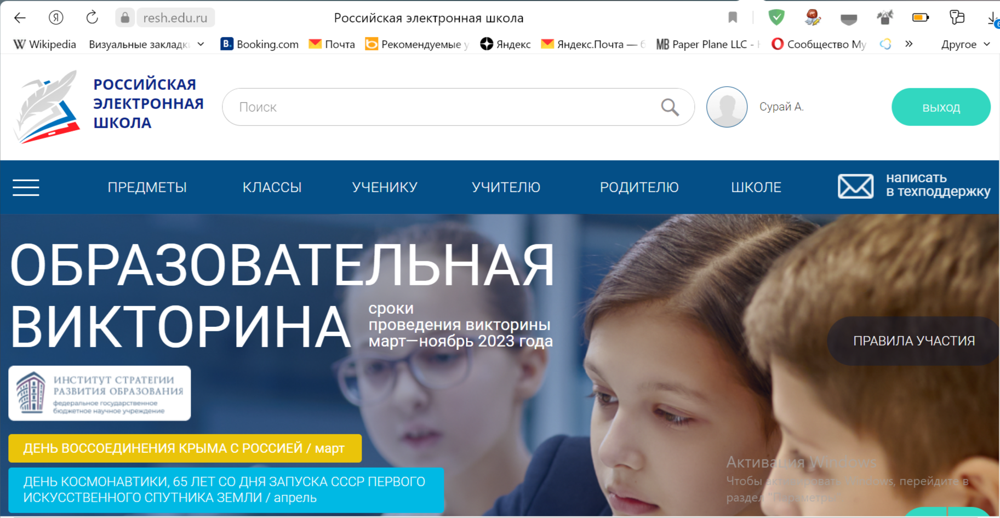 resh.edu.ru
Российская электронная школа
Wikipedia
Визуальные закладки
Booking.com
Почта
Рекомендуемые у
Яндекс
Яндекс.Почта — б
Paper Plane LLC -
Сообщество Му
»
Другое
РОССИЙСКАЯ
ЭЛЕКТРОННАЯ
ШКОЛА
Поиск
Сурай А.
выход
ПРЕДМЕТЫ
КЛАССЫ
УЧЕНИКУ
УЧИТЕЛЮ
РОДИТЕЛЮ
ШКОЛЕ
написать
в техподдержку
ОБРАЗОВАТЕЛЬНАЯ
ВИКТОРИНА
сроки
проведения викторины
март—ноябрь 2023 года
ПРАВИЛА УЧАСТИЯ
ИНСТИТУТ СТРАТЕГИИ
РАЗВИТИЯ ОБРАЗОВАНИЯ
федеральное государственное
бюджетное научное учреждение
ДЕНЬ ВОССОЕДИНЕНИЯ КРЫМА С РОССИЕЙ / март
ДЕНЬ КОСМОНАВТИКИ, 65 ЛЕТ СО ДНЯ ЗАПУСКА СССР ПЕРВОГО
ИСКУССТВЕННОГО СПУТНИКА ЗЕМЛИ / апрель
Активация Windows
Чтобы активировать Windows, перейдите в
раздел "Параметры".